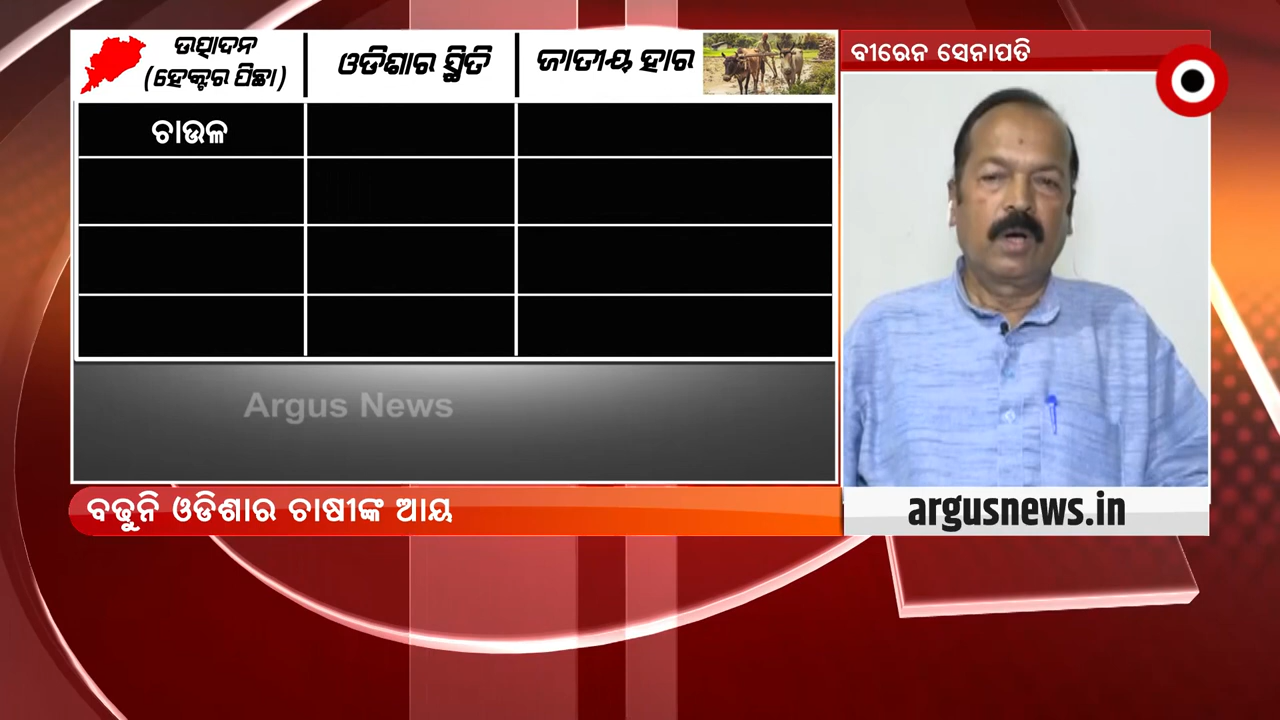 ଉତ୍ପାଦନ
(ହେକ୍ଟର ପିଛା)
ଓଡିଶାର ସ୍ଥିତି
ଜାତୀୟ ହାର
ବୀରେନ ସେନାପତି
ଚାଉଳ
Argus News
ବଢୁନି ଓଡିଶାର ଚାଷୀଙ୍କ ଆୟ
argusnews.in